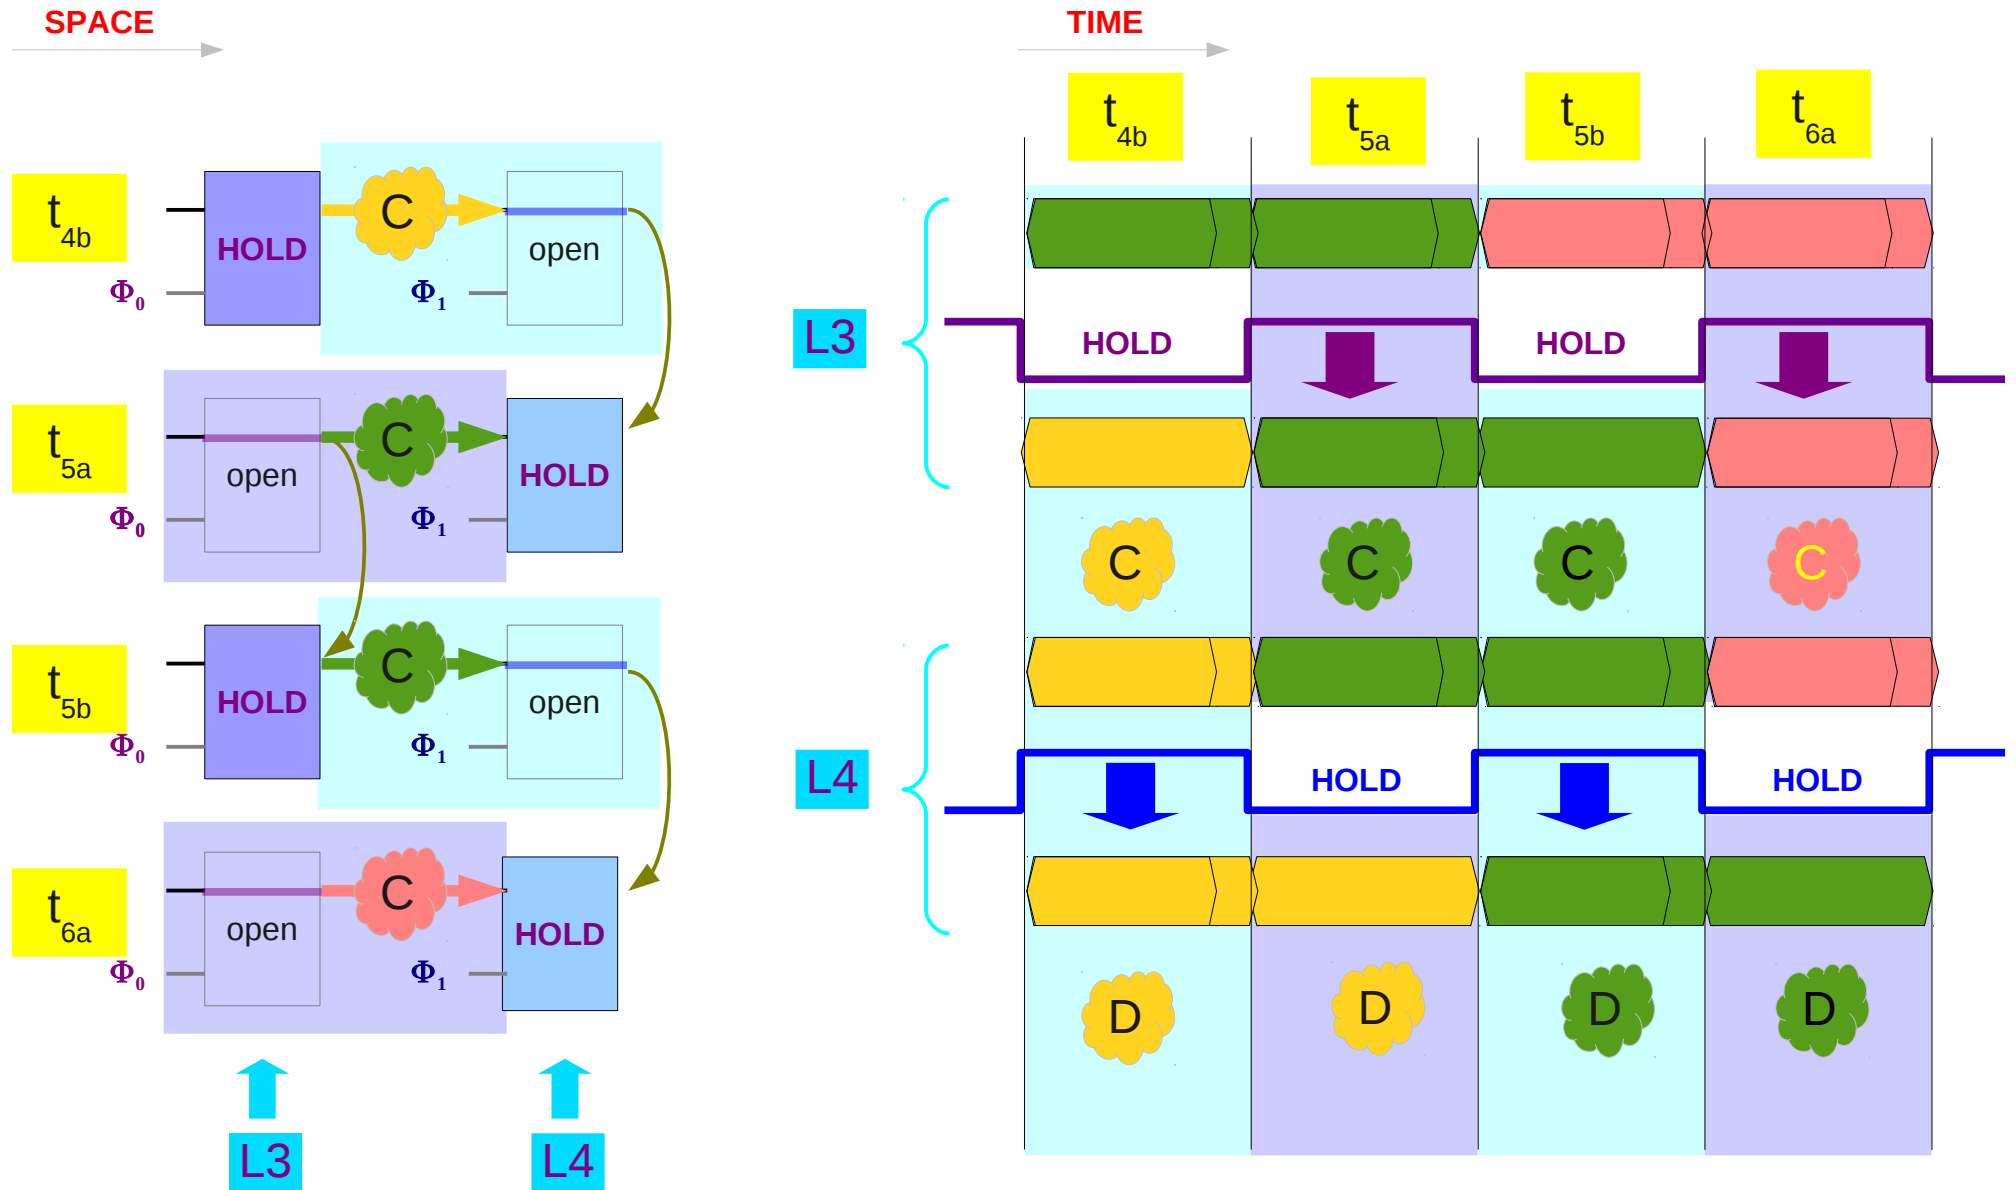 SPACE
TIME
t4b
t5a
t5b
t6a
t4b
HOLD
C
open
Φ0
Φ1
L3
HOLD
HOLD
t5a
open
C
HOLD
Φ0
Φ1
C
C
C
C
t5b
HOLD
C
open
Φ0
Φ1
L4
HOLD
HOLD
t6a
open
C
HOLD
Φ0
Φ1
D
D
D
D
L3
L4